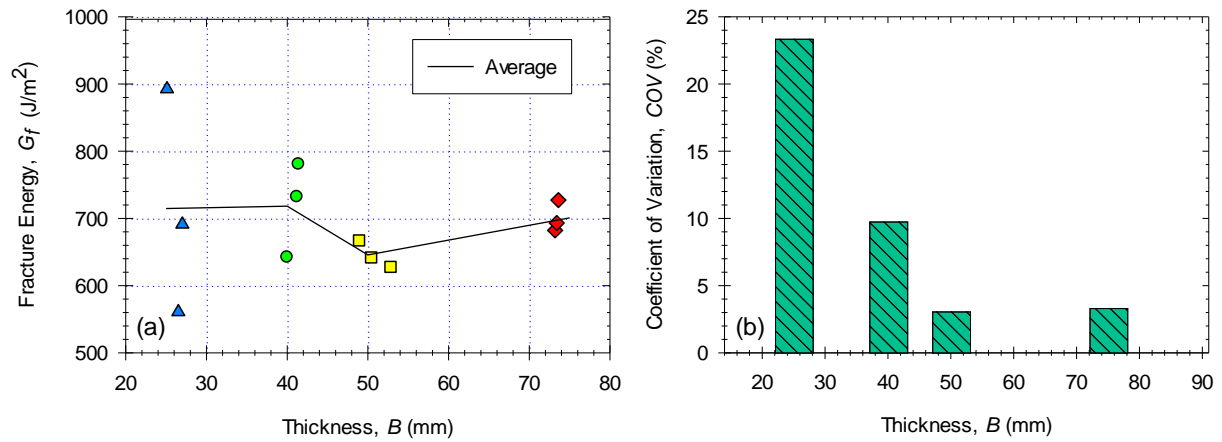 1000
900
800
700
600
500
Fracture Energy, Gf (J/m2)
Average
(a)
20 30 40 50 60 70 80
Thickness, B (mm)
25
20
15
10
5
0
Coefficient of Variation, COV (%)
(b)
20 30 40 50 60 70 80 90
Thickness, B (mm)